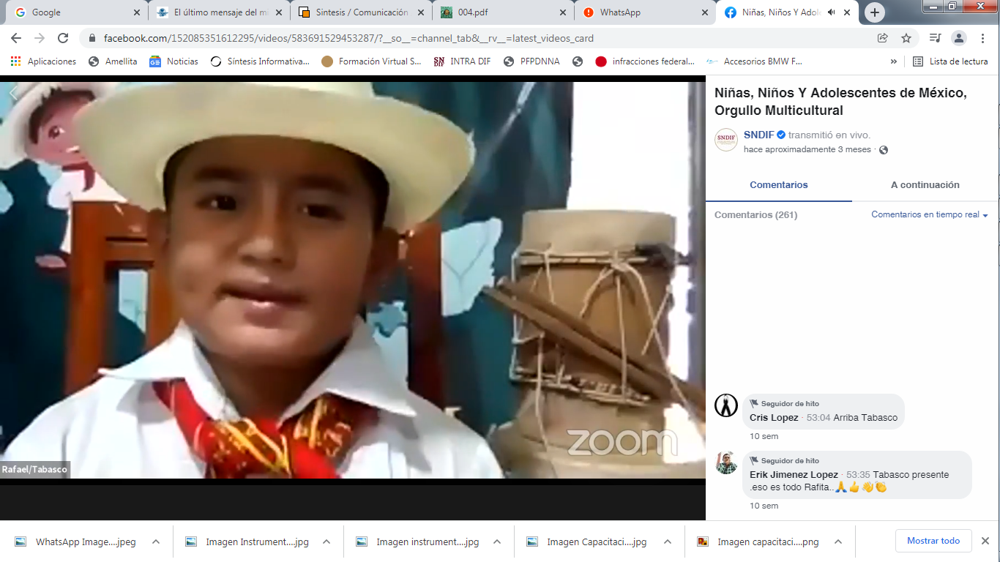 Google
El último mensaje del m
Sintesis / Comunicación
004.pdf
WhatsApp
Niñas, Niños Y Adole
facebook.com/152085351612295/videos/583691529453287/?__so__=channel_tab&__rv__=latest_videos_card
Aplicaciones
Amellita
Noticias
Síntesis Informativa...
Formación Virtual S...
INTRA DIF
PFPDNNA
infracciones federal...
Accesorios BMW F...
»
Lista de lectura
Niñas, Niños Y Adolescentes de México,
Orgullo Multicultural
SNDIF
SNDIF transmitió en vivo.
hace aproximadamente 3 meses ·
Comentarios
A continuación
Comentarios (261)
Comentarios en tiempo real
Seguidor de hito
Cris Lopez · 53:04 Arriba Tabasco
10 sem
Seguidor de hito
Erik Jimenez Lopez · 53:35 Tabasco presente
.eso es todo Rafita..🙏👍👏👏
10 sem
zoom
Rafael/Tabasco
WhatsApp Image....jpeg
Imagen Instrument....jpg
Imagen instrument....jpg
Imagen Capacitaci....jpg
Imagen capacitaci....png
Mostrar todo